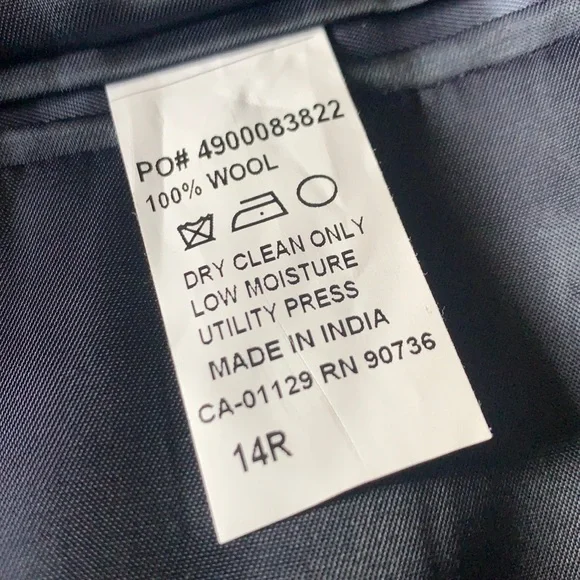 PO# 4900083822
100% WOOL
DRY CLEAN ONLY
LOW MOISTURE
UTILITY PRESS
MADE IN INDIA
CA-01129 RN 90736
14R